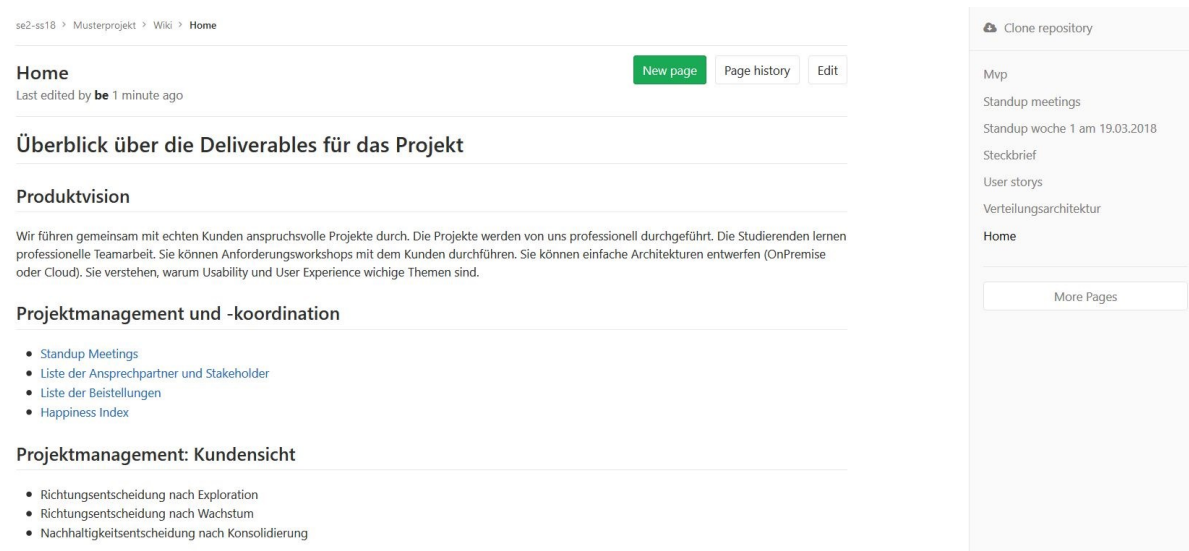 se2-ss18 > Musterprojekt > Wiki > Home
Home
Last edited by be 1 minute ago
New page
Page history
Edit
Überblick über die Deliverables für das Projekt
Produktvision
Wir führen gemeinsam mit echten Kunden anspruchsvolle Projekte durch. Die Projekte werden von uns professionell durchgeführt. Die Studierenden lernen
professionelle Teamarbeit. Sie können Anforderungsworkshops mit dem Kunden durchführen. Sie können einfache Architekturen entwerfen (OnPremise
oder Cloud). Sie verstehen, warum Usability und User Experience wichige Themen sind.
Projektmanagement und -koordination
Standup Meetings
Liste der Ansprechpartner und Stakeholder
Liste der Beistellungen
Happiness Index
Projektmanagement: Kundensicht
Richtungsentscheidung nach Exploration
Richtungsentscheidung nach Wachstum
Nachhaltigkeitsentscheidung nach Konsolidierung
Clone repository
Mvp
Standup meetings
Standup woche 1 am 19.03.2018
Steckbrief
User storys
Verteilungsarchitektur
Home
More Pages